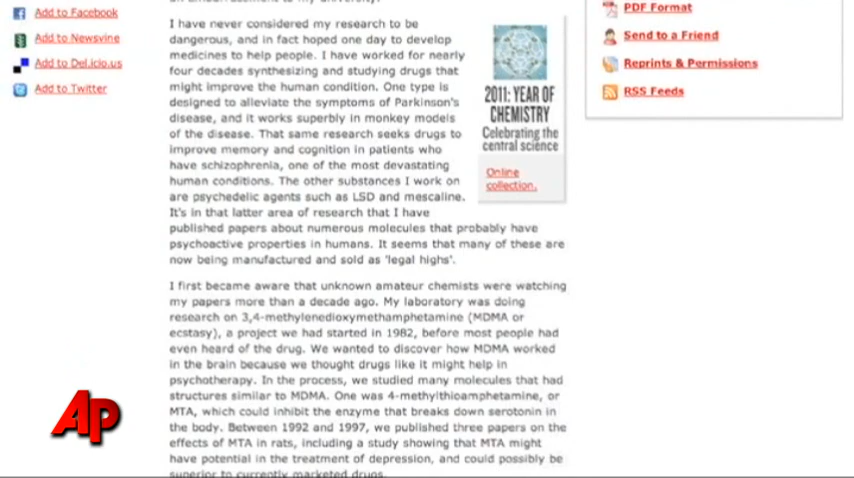 Add to Facebook
Add to Newsvine
Add to Del.icio.us
Add to Twitter
I have never considered my research to be
dangerous, and in fact hoped one day to develop
medicines to help people. I have worked for nearly
four decades synthesizing and studying drugs that
might improve the human condition. One type is
designed to alleviate the symptoms of Parkinson's
disease, and it works superbly in monkey models
of the disease. That same research seeks drugs to
improve memory and cognition in patients who
have schizophrenia, one of the most devastating
human conditions. The other substances I work on
are psychedelic agents such as LSD and mescaline.
It's in that latter area of research that I have
published papers about numerous molecules that probably have
psychoactive properties in humans. It seems that many of these are
now being manufactured and sold as 'legal highs'.
I first became aware that unknown amateur chemists were watching
my papers more than a decade ago. My laboratory was doing
research on 3,4-methylenedioxymethamphetamine (MDMA or
ecstasy), a project we had started in 1982, before most people had
even heard of the drug. We wanted to discover how MDMA worked
in the brain because we thought drugs like it might help in
psychotherapy. In the process, we studied many molecules that had
structures similar to MDMA. One was 4-methylthioamphetamine, or
MTA, which could inhibit the enzyme that breaks down serotonin in
the body. Between 1992 and 1997, we published three papers on the
effects of MTA in rats, including a study showing that MTA might
have potential in the treatment of depression, and could possibly be
superior to currently marketed drugs.
2011: YEAR OF
CHEMISTRY
Celebrating the
central science
Online
collection.
PDF Format
Send to a Friend
Reprints & Permissions
RSS Feeds
AP